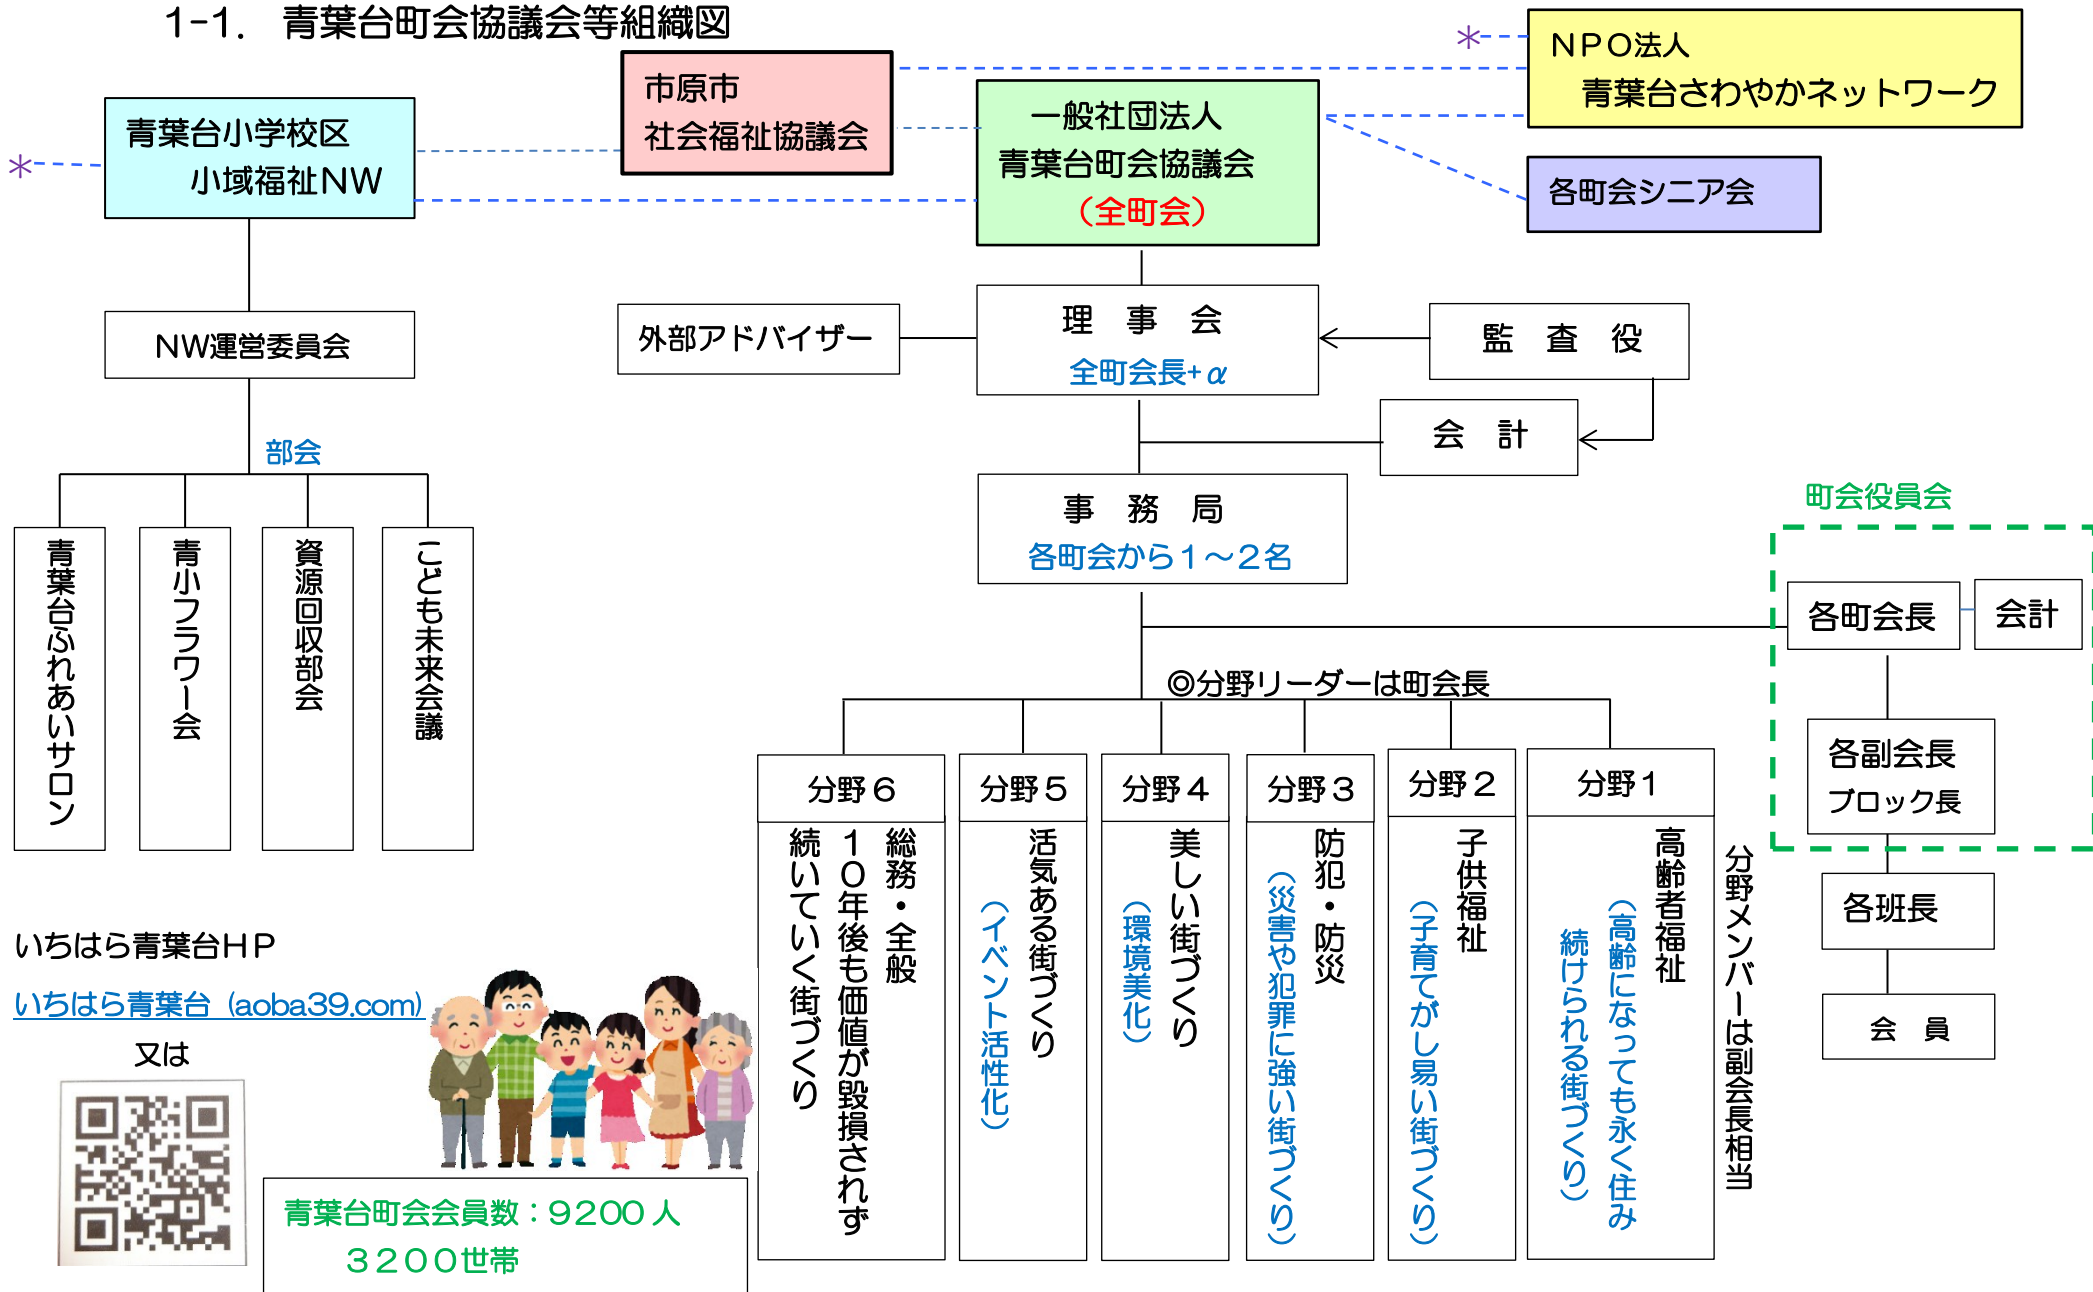 1-1. 青葉台町会協議会等組織図
＊
NPO法人
青葉台さわやかネットワーク
市原市
社会福祉協議会
一般社団法人
青葉台町会協議会
（全町会）
青葉台小学校区
小域福祉NW
＊
各町会シニア会
NW運営委員会
外部アドバイザー
理 事 会
全町会長+α
監 査 役
会 計
部会
青葉台ふれあいサロン
青小フラワー会
資源回収部会
こども未来会議
事 務 局
各町会から１～２名
町会役員会
各町会長
会計
各副会長
ブロック長
各班長
会 員
◎分野リーダーは町会長
分野６
総務・全般
１０年後も価値が毀損されず
続いていく街づくり
分野５
活気ある街づくり
（イベント活性化）
分野４
美しい街づくり
（環境美化）
分野３
防犯・防災
（災害や犯罪に強い街づくり）
分野２
子供福祉
（子育てがし易い街づくり）
分野1
高齢者福祉
（高齢になっても永く住み
続けられる街づくり）
分野メンバーは副会長相当
いちはら青葉台HP
いちはら青葉台 (aoba39.com)
又は
青葉台町会会員数：9200人
３２００世帯